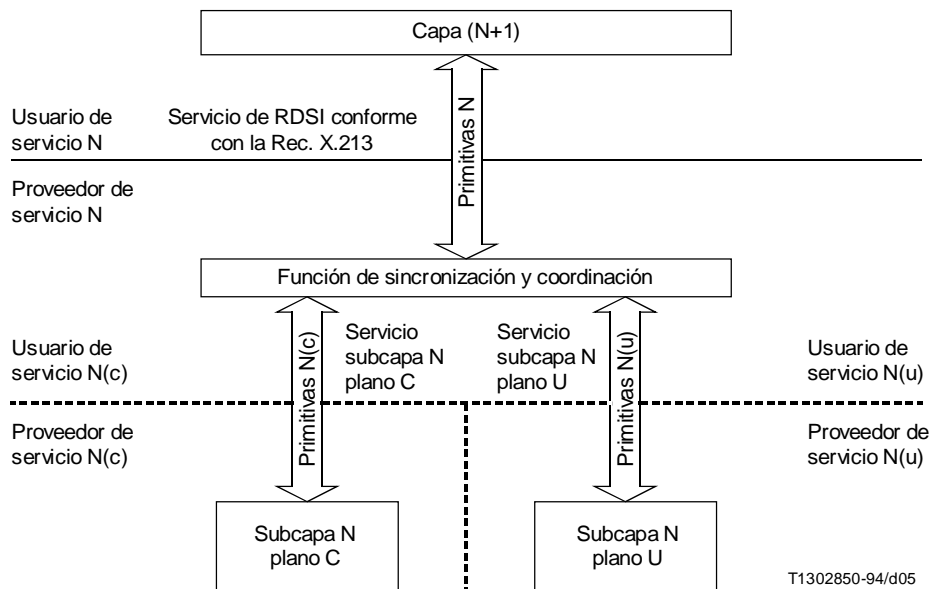 Capa (N+1)
Usuario de
servicio N
Servicio de RDSI conforme
con la Rec. X.213
Primitivas N
Proveedor de
servicio N
Función de sincronización y coordinación
Usuario de
servicio N(c)
Primitivas N(c)
Servicio
subcapa N
plano C
Servicio
subcapa N
plano U
Primitivas N(u)
Usuario de
servicio N(u)
Proveedor de
servicio N(c)
Proveedor de
servicio N(u)
Subcapa N
plano C
Subcapa N
plano U
T1302850-94/d05